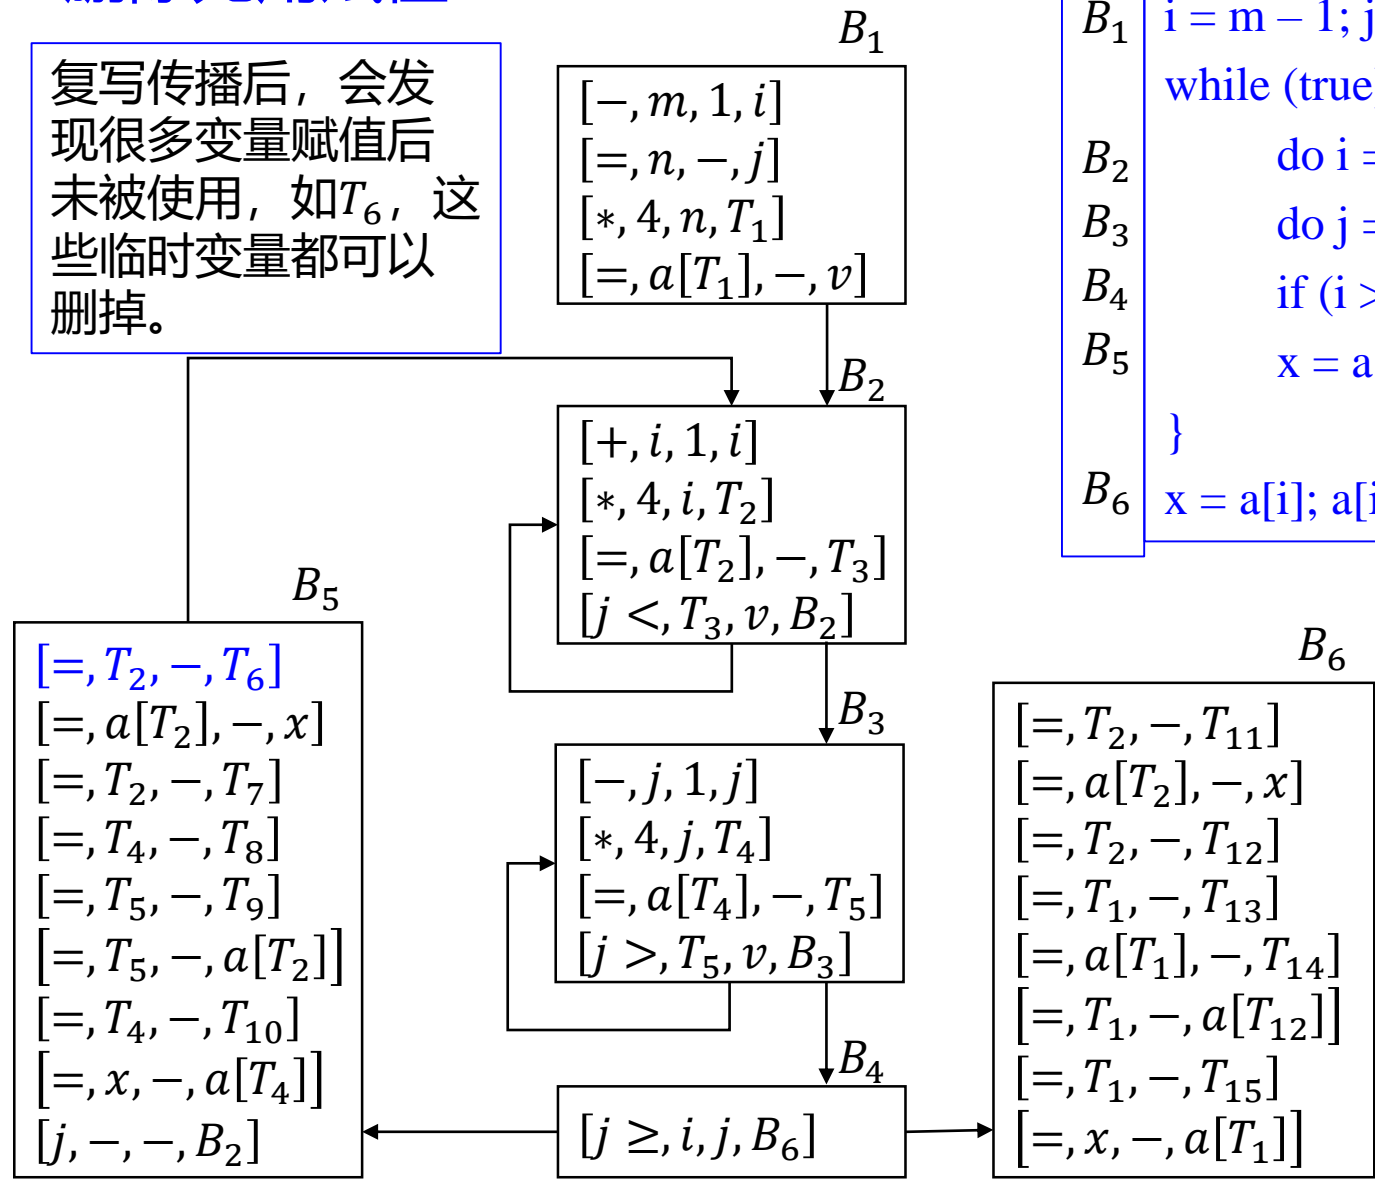 复写传播后，会发
现很多变量赋值后
未被使用，如T₆，这
些临时变量都可以
删掉。
B₁
[−, m, 1, i]
[=, n, −, j]
[∗, 4, n, T₁]
[=, a[T₁], −, v]
B₂
[+, i, 1, i]
[∗, 4, i, T₂]
[=, a[T₂], −, T₃]
[j <, T₃, v, B₂]
B₃
[−, j, 1, j]
[∗, 4, j, T₄]
[=, a[T₄], −, T₅]
[j >, T₅, v, B₃]
B₄
[j ≥, i, j, B₆]
B₅
[=, T₂, −, T₆]
[=, a[T₂], −, x]
[=, T₂, −, T₇]
[=, T₄, −, T₈]
[=, T₅, −, T₉]
[=, T₅, −, a[T₂]]
[=, T₄, −, T₁₀]
[=, x, −, a[T₄]]
[j, −, −, B₂]
B₆
[=, T₂, −, T₁₁]
[=, a[T₂], −, x]
[=, T₂, −, T₁₂]
[=, T₁, −, T₁₃]
[=, a[T₁], −, T₁₄]
[=, T₁, −, a[T₁₂]]
[=, T₁, −, T₁₅]
[=, x, −, a[T₁]]
B₁ i = m – 1; j
while (true
B₂ do i =
B₃ do j =
B₄ if (i >
B₅ x = a
}
B₆ x = a[i]; a[i